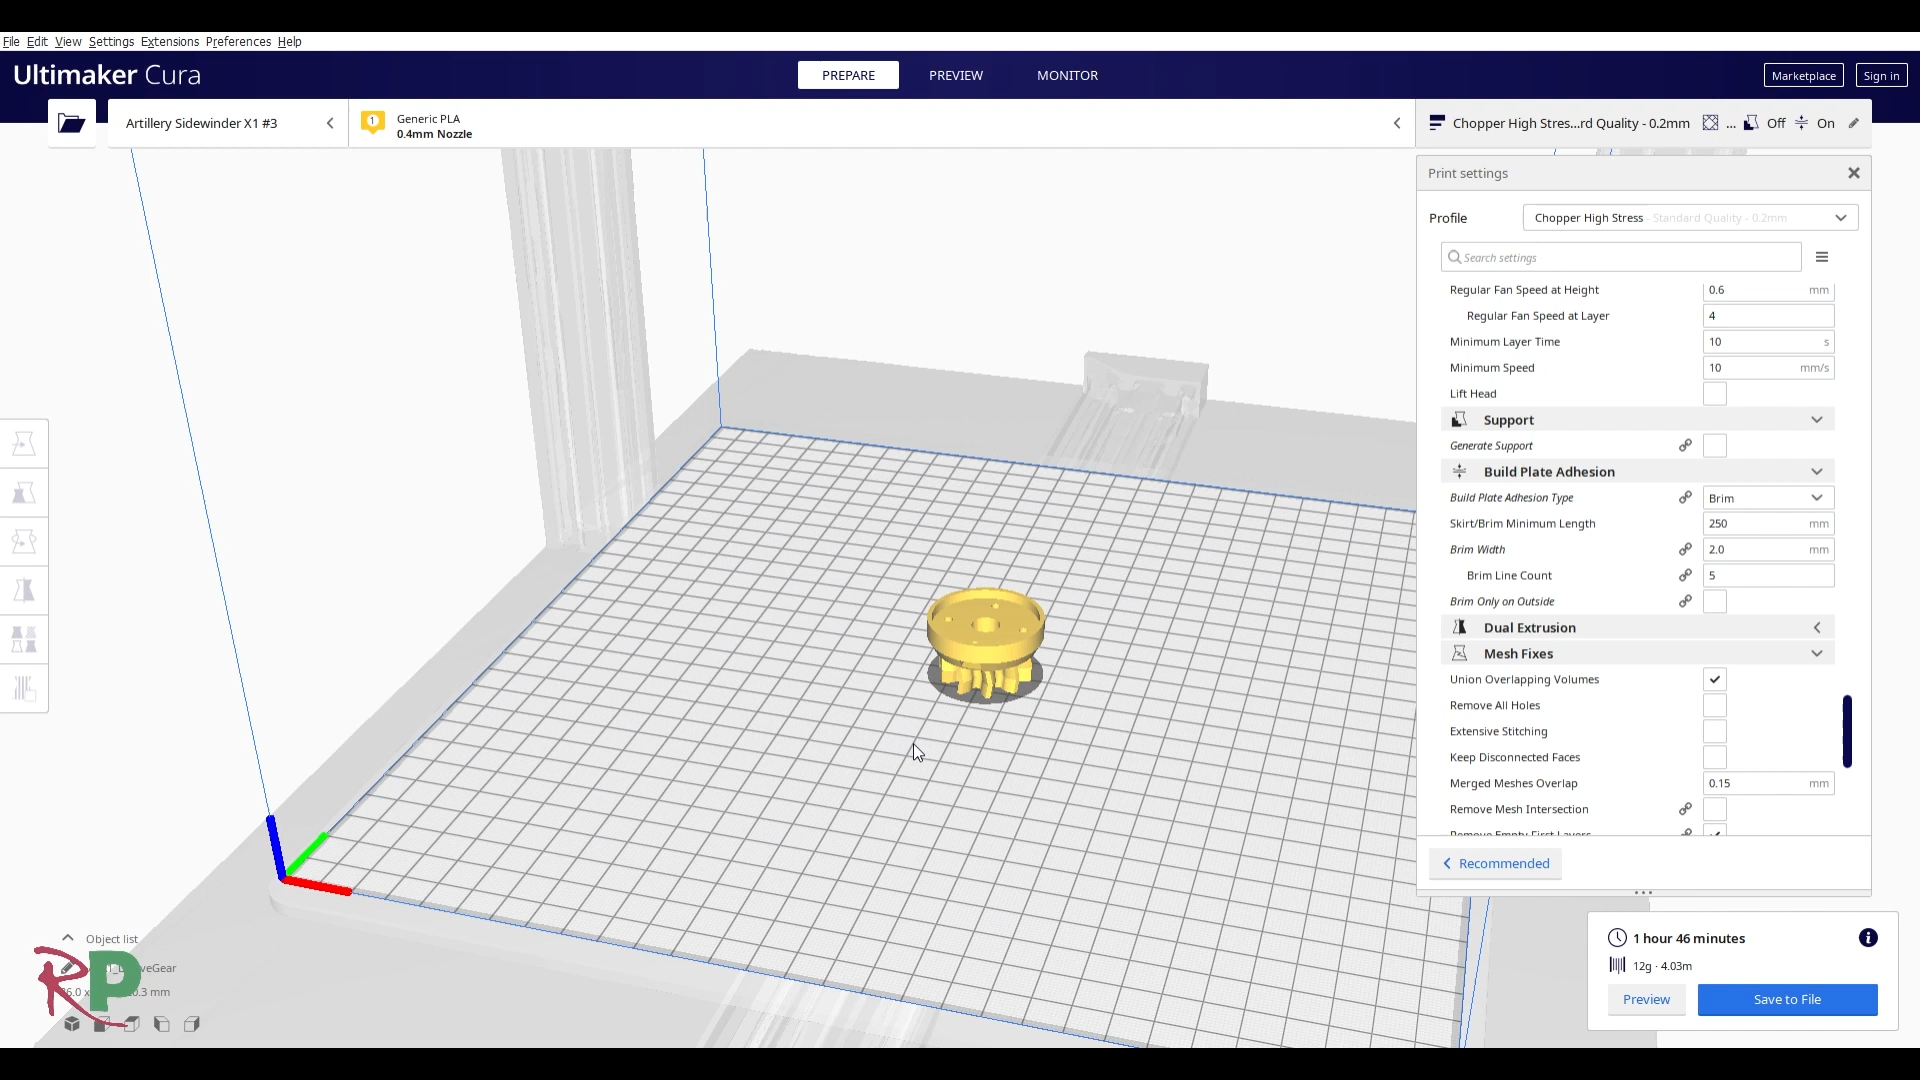 File Edit View Settings Extensions Preferences Help
Ultimaker Cura
PREPARE PREVIEW MONITOR
Marketplace Sign in
Artillery Sidewinder X1 #3
1 Generic PLA
0.4mm Nozzle
Chopper High Stres...rd Quality - 0.2mm ... Off On
Print settings
Profile Chopper High Stress - Standard Quality - 0.2mm
Search settings
Regular Fan Speed at Height 0.6 mm
Regular Fan Speed at Layer 4
Minimum Layer Time 10 s
Minimum Speed 10 mm/s
Lift Head
Support
Generate Support
Build Plate Adhesion
Build Plate Adhesion Type Brim
Skirt/Brim Minimum Length 250 mm
Brim Width 2.0 mm
Brim Line Count 5
Brim Only on Outside
Dual Extrusion
Mesh Fixes
Union Overlapping Volumes
Remove All Holes
Extensive Stitching
Keep Disconnected Faces
Merged Meshes Overlap 0.15 mm
Remove Mesh Intersection
Remove Empty First Layers
Recommended
Object list
RP
1 hour 46 minutes
12g · 4.03m
Preview Save to File